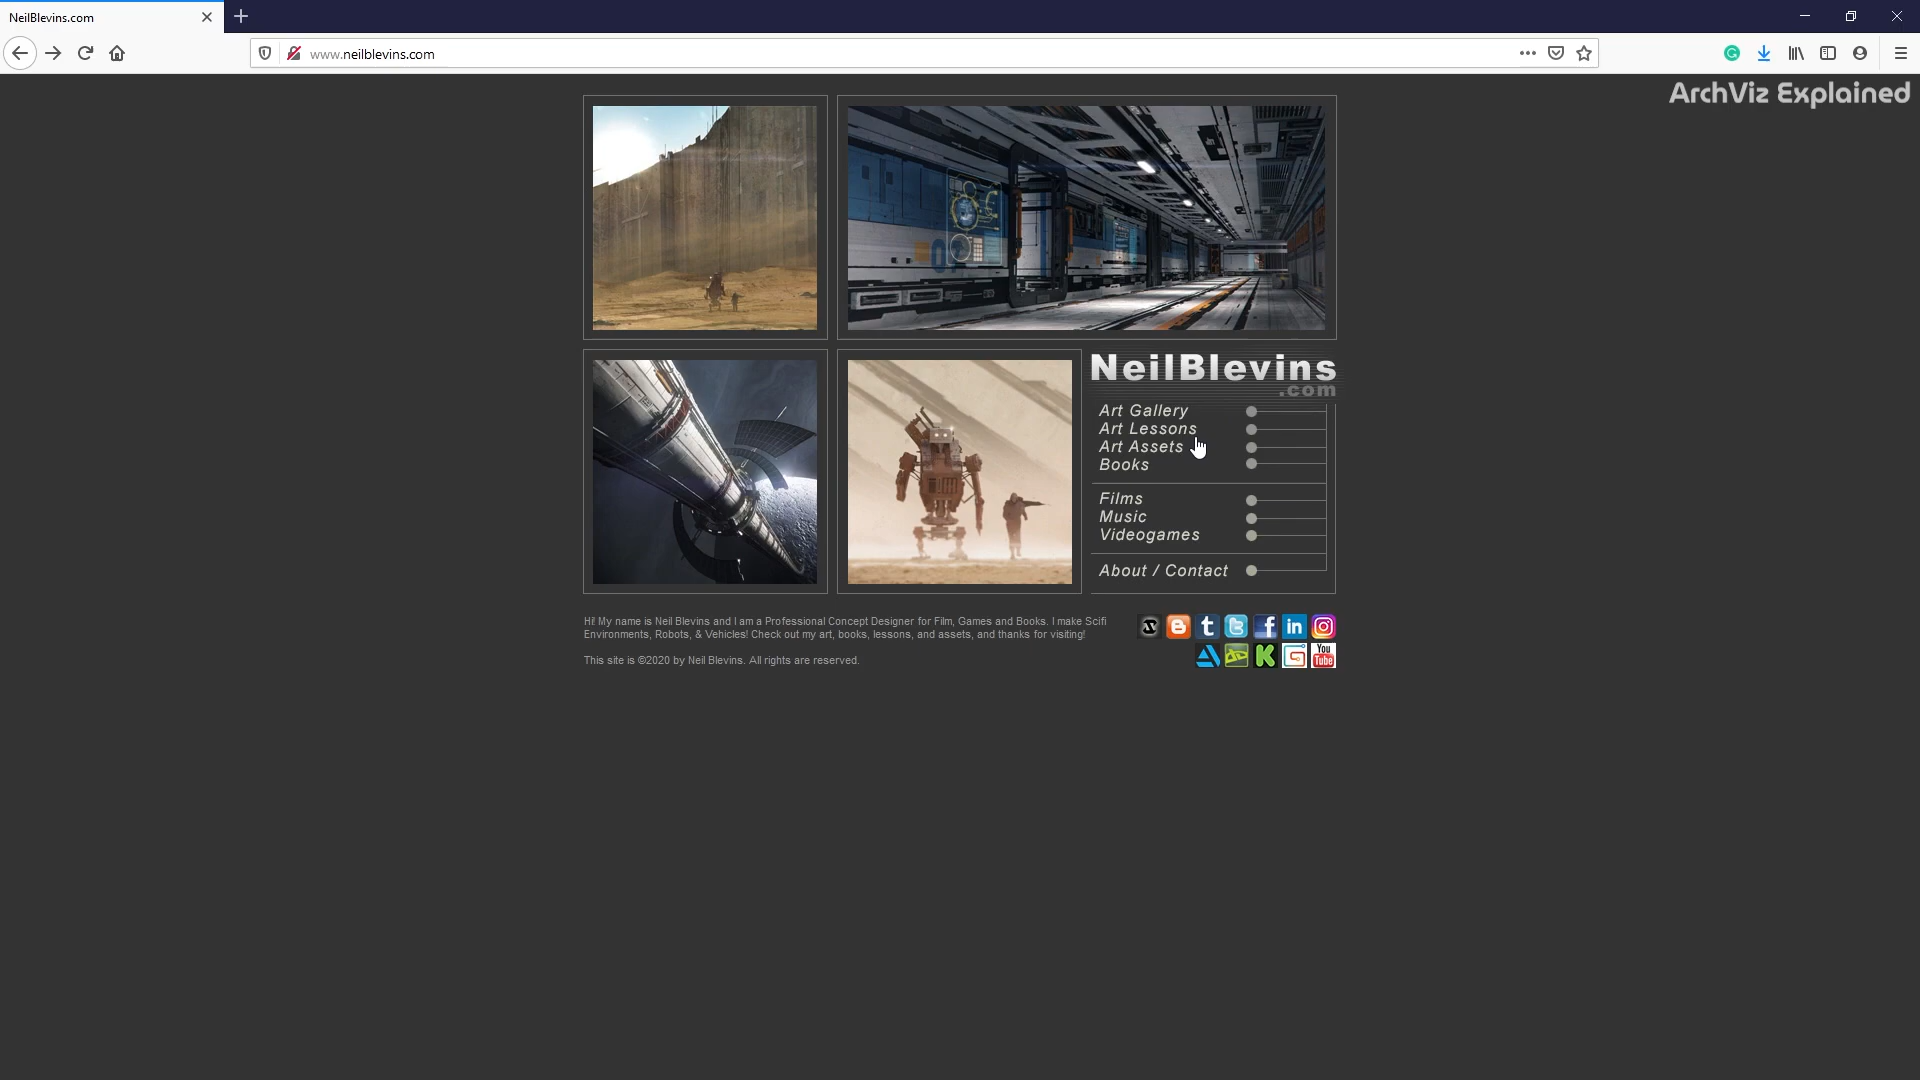 NeilBlevins.com
www.neilblevins.com
ArchViz Explained
07
NeilBlevins
.com
Art Gallery
Art Lessons
Art Assets
Books
Films
Music
Videogames
About / Contact
Hi! My name is Neil Blevins and I am a Professional Concept Designer for Film, Games and Books. I make Scifi
Environments, Robots, & Vehicles! Check out my art, books, lessons, and assets, and thanks for visiting!
This site is ©2020 by Neil Blevins. All rights are reserved.
You
Tube